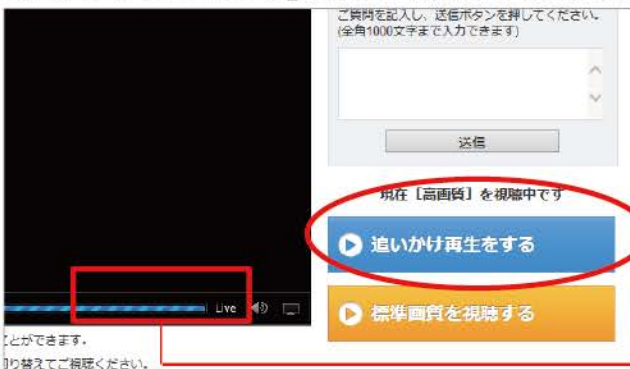 ご質問を記入し、送信ボタンを押してください。
(全角1000文字まで入力できます)
送信
現在［高画質］を視聴中です
追いかけ再生をする
Live
標準画質を視聴する
ことができます。
切り替えてご視聴ください。